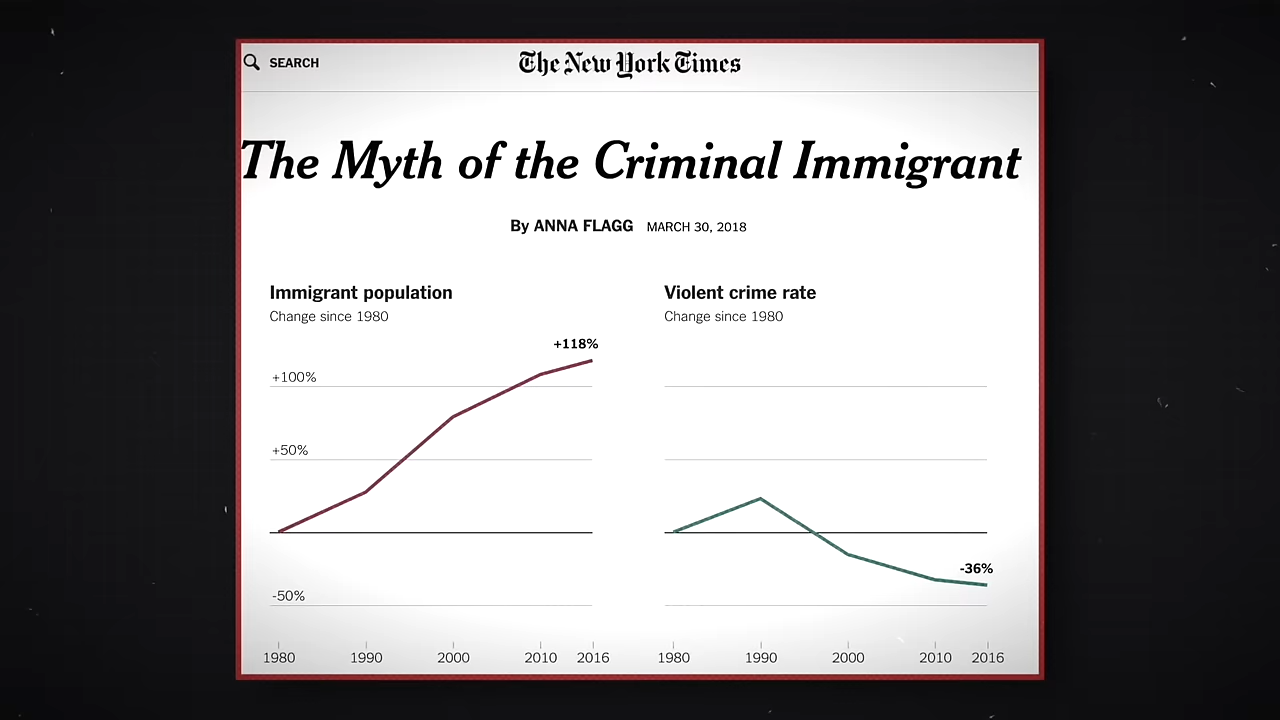 SEARCH
The New York Times
The Myth of the Criminal Immigrant
By ANNA FLAGG MARCH 30, 2018
Immigrant population
Change since 1980
+118%
+100%
+50%
-50%
1980 1990 2000 2010 2016
Violent crime rate
Change since 1980
-36%
1980 1990 2000 2010 2016